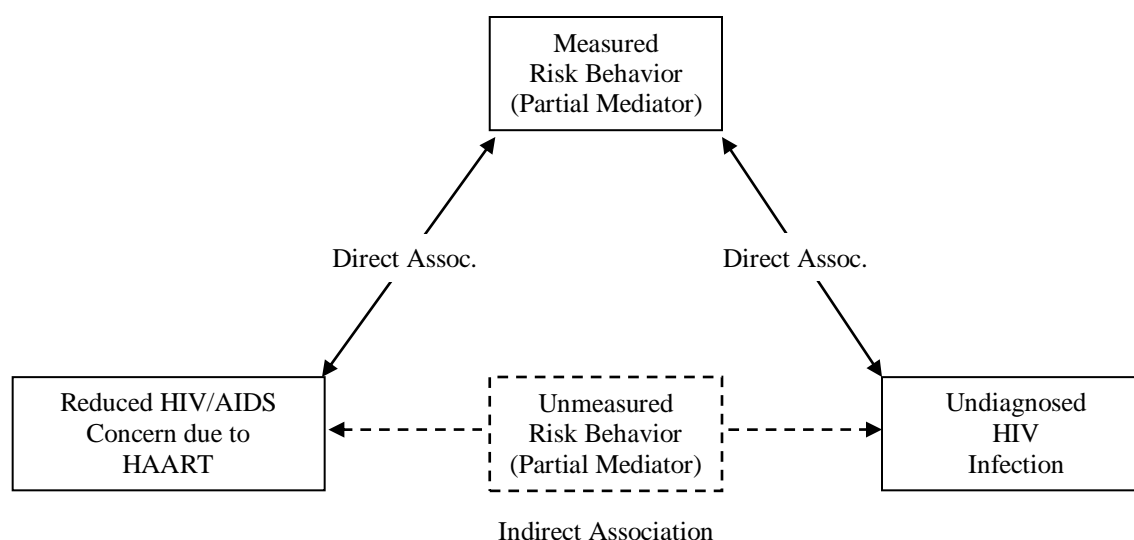 Measured
Risk Behavior
(Partial Mediator)
Direct Assoc.
Direct Assoc.
Reduced HIV/AIDS
Concern due to
HAART
Unmeasured
Risk Behavior
(Partial Mediator)
Undiagnosed
HIV
Infection
Indirect Association